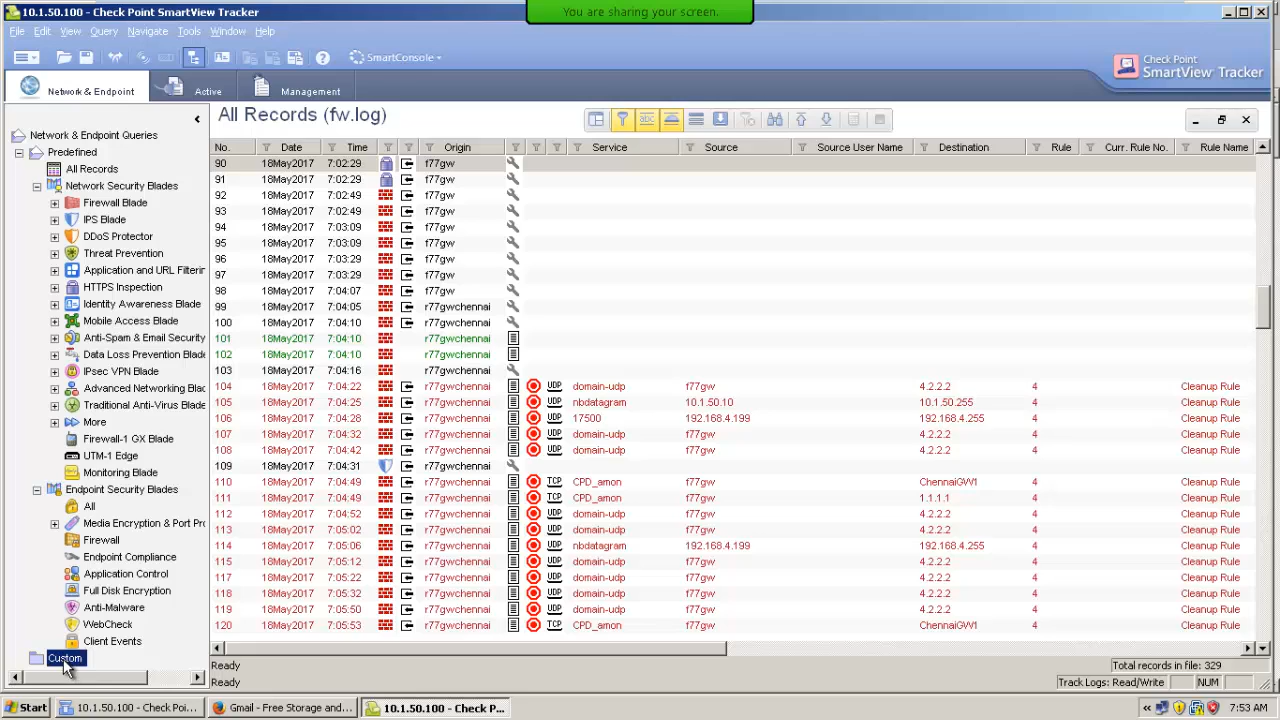 10.1.50.100 - Check Point SmartView Tracker
You are sharing your screen.
File Edit View Query Navigate Tools Window Help
SmartConsole
Check Point
SmartView Tracker
Network & Endpoint Active Management
All Records (fw.log)
Network & Endpoint Queries
Predefined
All Records
Network Security Blades
Firewall Blade
IPS Blade
DDoS Protector
Threat Prevention
Application and URL Filterin
HTTPS Inspection
Identity Awareness Blade
Mobile Access Blade
Anti-Spam & Email Security
Data Loss Prevention Blade
IPsec VPN Blade
Advanced Networking Blad
Traditional Anti-Virus Blade
More
Firewall-1 GX Blade
UTM-1 Edge
Monitoring Blade
Endpoint Security Blades
All
Media Encryption & Port Pro
Firewall
Endpoint Compliance
Application Control
Full Disk Encryption
Anti-Malware
WebCheck
Client Events
Custom
No. Date Time Origin Service Source Source User Name Destination Rule Curr. Rule No. Rule Name
90 18May2017 7:02:29 f77gw
91 18May2017 7:02:29 f77gw
92 18May2017 7:02:49 f77gw
93 18May2017 7:02:49 f77gw
94 18May2017 7:03:09 f77gw
95 18May2017 7:03:09 f77gw
96 18May2017 7:03:29 f77gw
97 18May2017 7:03:29 f77gw
98 18May2017 7:04:07 f77gw
99 18May2017 7:04:05 r77gwchennai
100 18May2017 7:04:10 r77gwchennai
101 18May2017 7:04:10 r77gwchennai
102 18May2017 7:04:10 r77gwchennai
103 18May2017 7:04:16 r77gwchennai
104 18May2017 7:04:22 r77gwchennai UDP domain-udp f77gw 4.2.2.2 4 Cleanup Rule
105 18May2017 7:04:25 r77gwchennai UDP nbdatagram 10.1.50.10 10.1.50.255 4 Cleanup Rule
106 18May2017 7:04:28 r77gwchennai UDP 17500 192.168.4.199 192.168.4.255 4 Cleanup Rule
107 18May2017 7:04:32 r77gwchennai UDP domain-udp f77gw 4.2.2.2 4 Cleanup Rule
108 18May2017 7:04:42 r77gwchennai UDP domain-udp f77gw 4.2.2.2 4 Cleanup Rule
109 18May2017 7:04:31 r77gwchennai
110 18May2017 7:04:49 r77gwchennai TCP CPD_amon f77gw ChennaiGW1 4 Cleanup Rule
111 18May2017 7:04:49 r77gwchennai TCP CPD_amon f77gw 1.1.1.1 4 Cleanup Rule
112 18May2017 7:04:52 r77gwchennai UDP domain-udp f77gw 4.2.2.2 4 Cleanup Rule
113 18May2017 7:05:02 r77gwchennai UDP domain-udp f77gw 4.2.2.2 4 Cleanup Rule
114 18May2017 7:05:06 r77gwchennai UDP nbdatagram 192.168.4.199 192.168.4.255 4 Cleanup Rule
115 18May2017 7:05:12 r77gwchennai UDP domain-udp f77gw 4.2.2.2 4 Cleanup Rule
117 18May2017 7:05:22 r77gwchennai UDP domain-udp f77gw 4.2.2.2 4 Cleanup Rule
118 18May2017 7:05:32 r77gwchennai UDP domain-udp f77gw 4.2.2.2 4 Cleanup Rule
119 18May2017 7:05:50 r77gwchennai UDP domain-udp f77gw 4.2.2.2 4 Cleanup Rule
120 18May2017 7:05:53 r77gwchennai TCP CPD_amon f77gw ChennaiGW1 4 Cleanup Rule
Ready Total records in file: 329
Ready Track Logs: Read/Write NUM
Start 10.1.50.100 - Check Poi... Gmail - Free Storage and... 10.1.50.100 - Check P... 7:53 AM